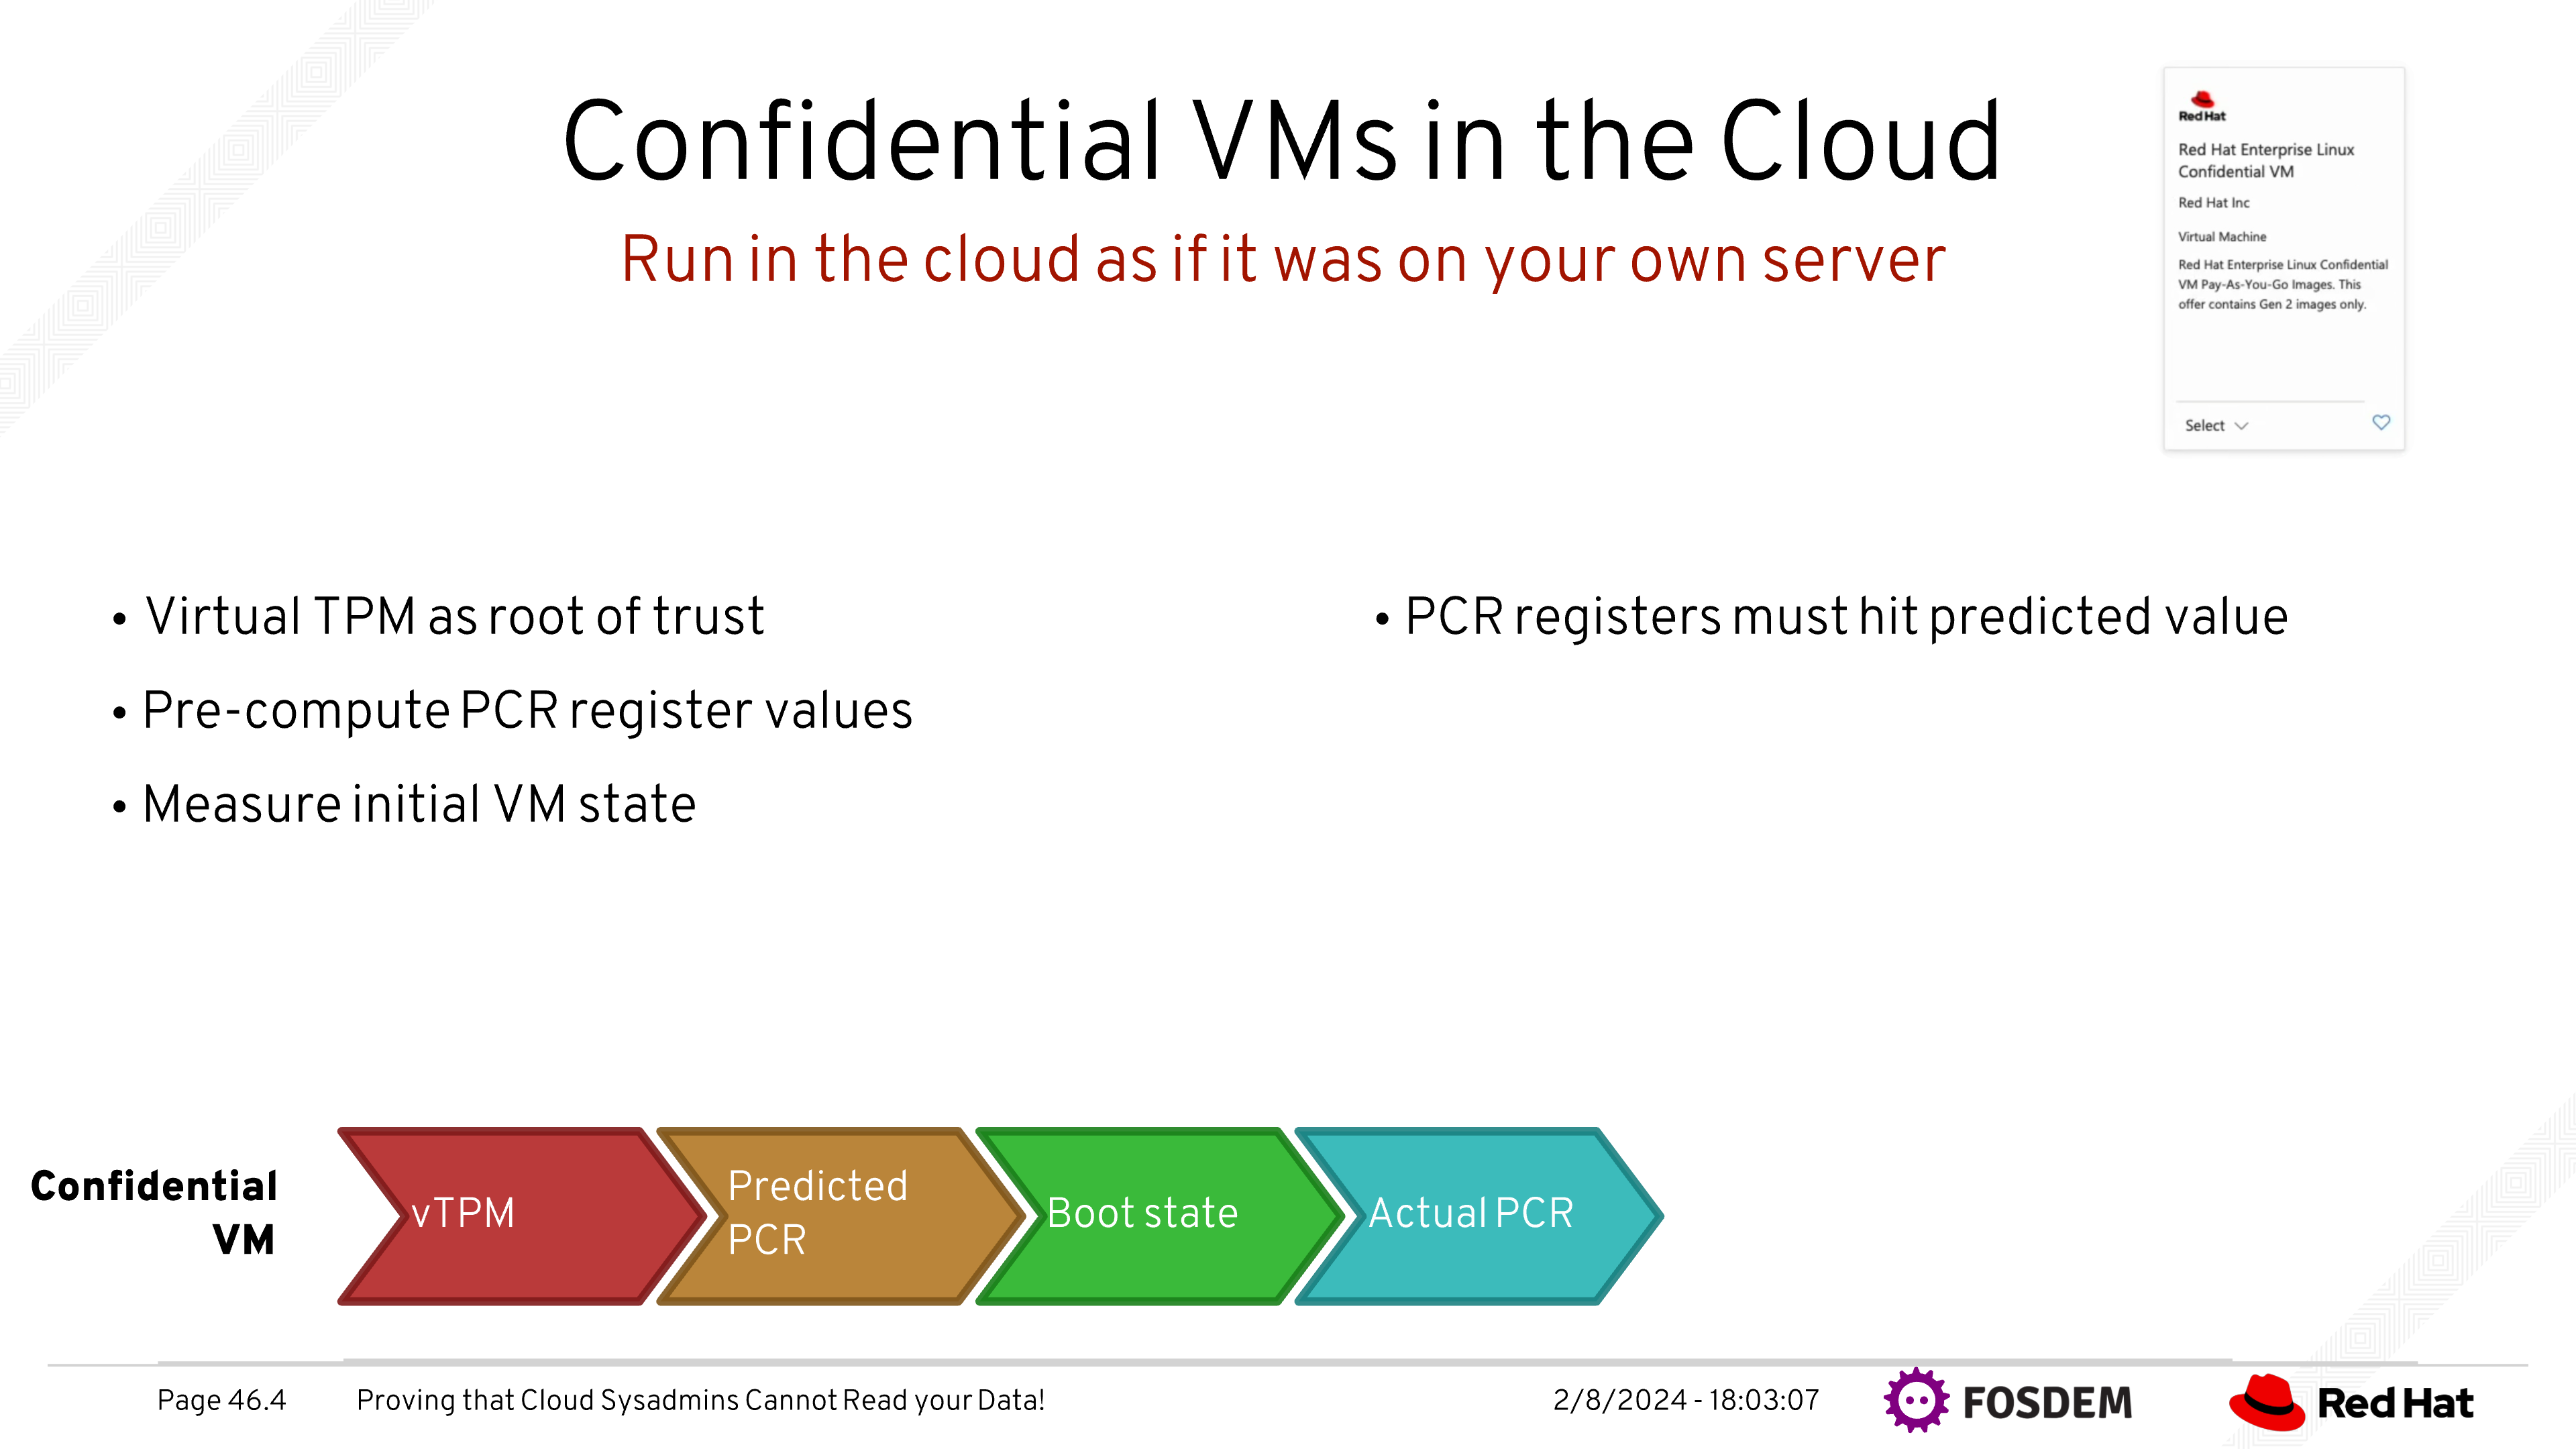 Confidential VMs in the Cloud
Run in the cloud as if it was on your own server
Red Hat
Red Hat Enterprise Linux
Confidential VM
Red Hat Inc
Virtual Machine
Red Hat Enterprise Linux Confidential
VM Pay-As-You-Go Images. This
offer contains Gen 2 images only.
Select
• Virtual TPM as root of trust
• Pre-compute PCR register values
• Measure initial VM state
• PCR registers must hit predicted value
Confidential
VM
vTPM
Predicted
PCR
Boot state
Actual PCR
Page 46.4
Proving that Cloud Sysadmins Cannot Read your Data!
2/8/2024 - 18:03:07
FOSDEM
Red Hat